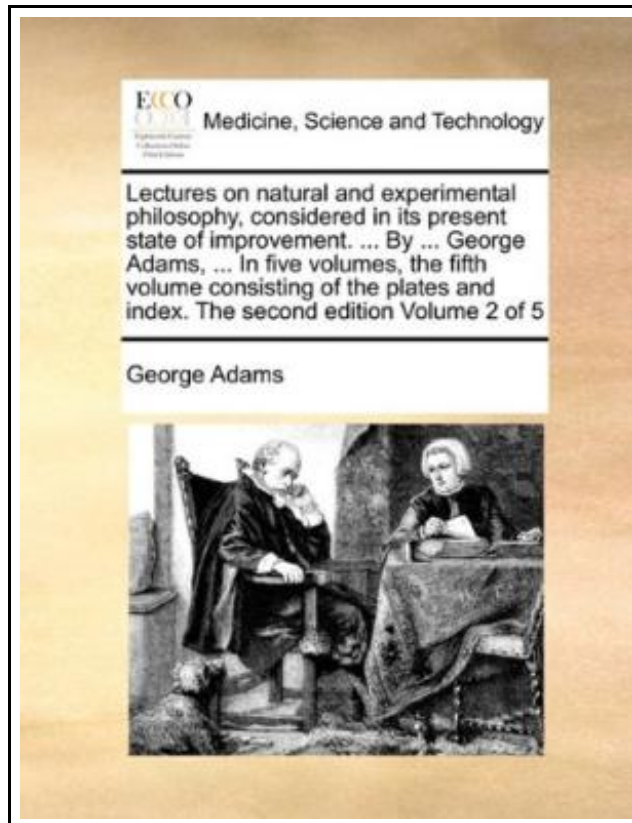 ECCO
Medicine, Science and Technology
Lectures on natural and experimental
philosophy, considered in its present
state of improvement. ... By ... George
Adams, ... In five volumes, the fifth
volume consisting of the plates and
index. The second edition Volume 2 of 5
George Adams